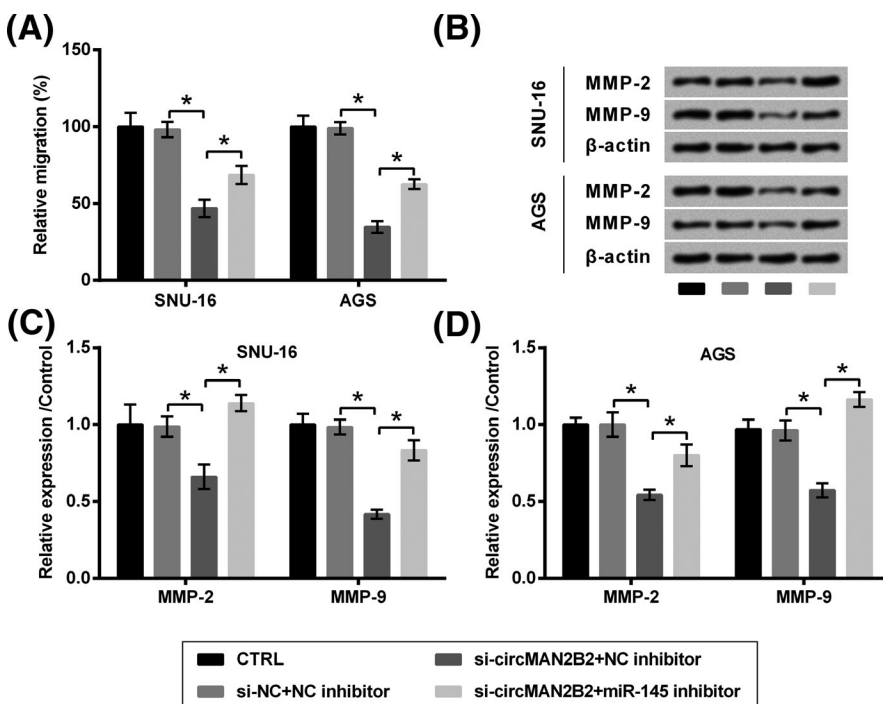 (A)
Relative migration (%)
150
100
50
0
*
*
*
*
SNU-16
AGS
(B)
SNU-16
MMP-2
MMP-9
β-actin
AGS
MMP-2
MMP-9
β-actin
(C)
SNU-16
Relative expression /Control
1.5
1.0
0.5
0.0
*
*
*
*
MMP-2
MMP-9
(D)
AGS
Relative expression /Control
1.5
1.0
0.5
0.0
*
*
*
*
MMP-2
MMP-9
CTRL
si-NC+NC inhibitor
si-circMAN2B2+NC inhibitor
si-circMAN2B2+miR-145 inhibitor